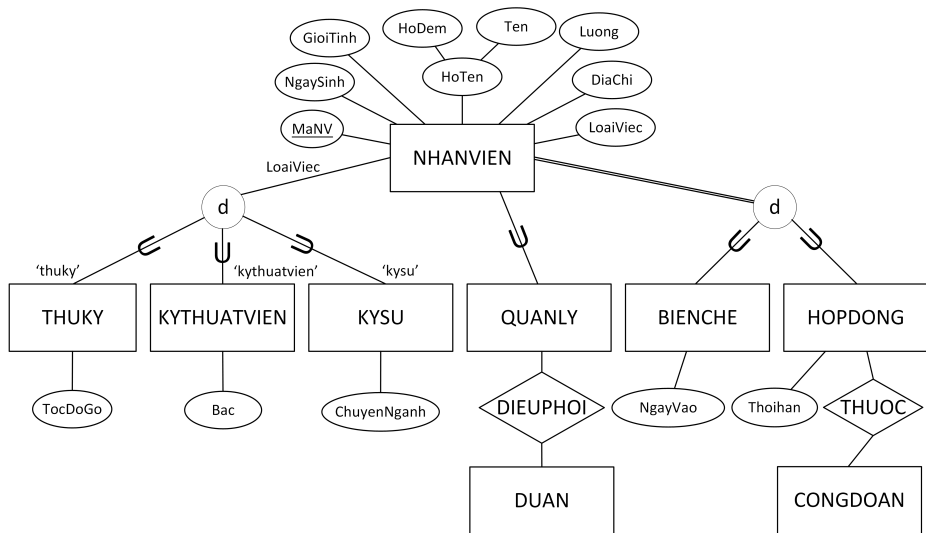 HoDem
Ten
GioiTinh
Luong
NgaySinh
HoTen
DiaChi
MaNV
LoaiViec
NHANVIEN
LoaiViec
d
d
'thuky'
'kythuatvien'
'kysu'
THUKY
KYTHUATVIEN
KYSU
QUANLY
BIENCHE
HOPDONG
TocDoGo
Bac
ChuyenNganh
DIEUPHOI
NgayVao
Thoihan
THUOC
DUAN
CONGDOAN